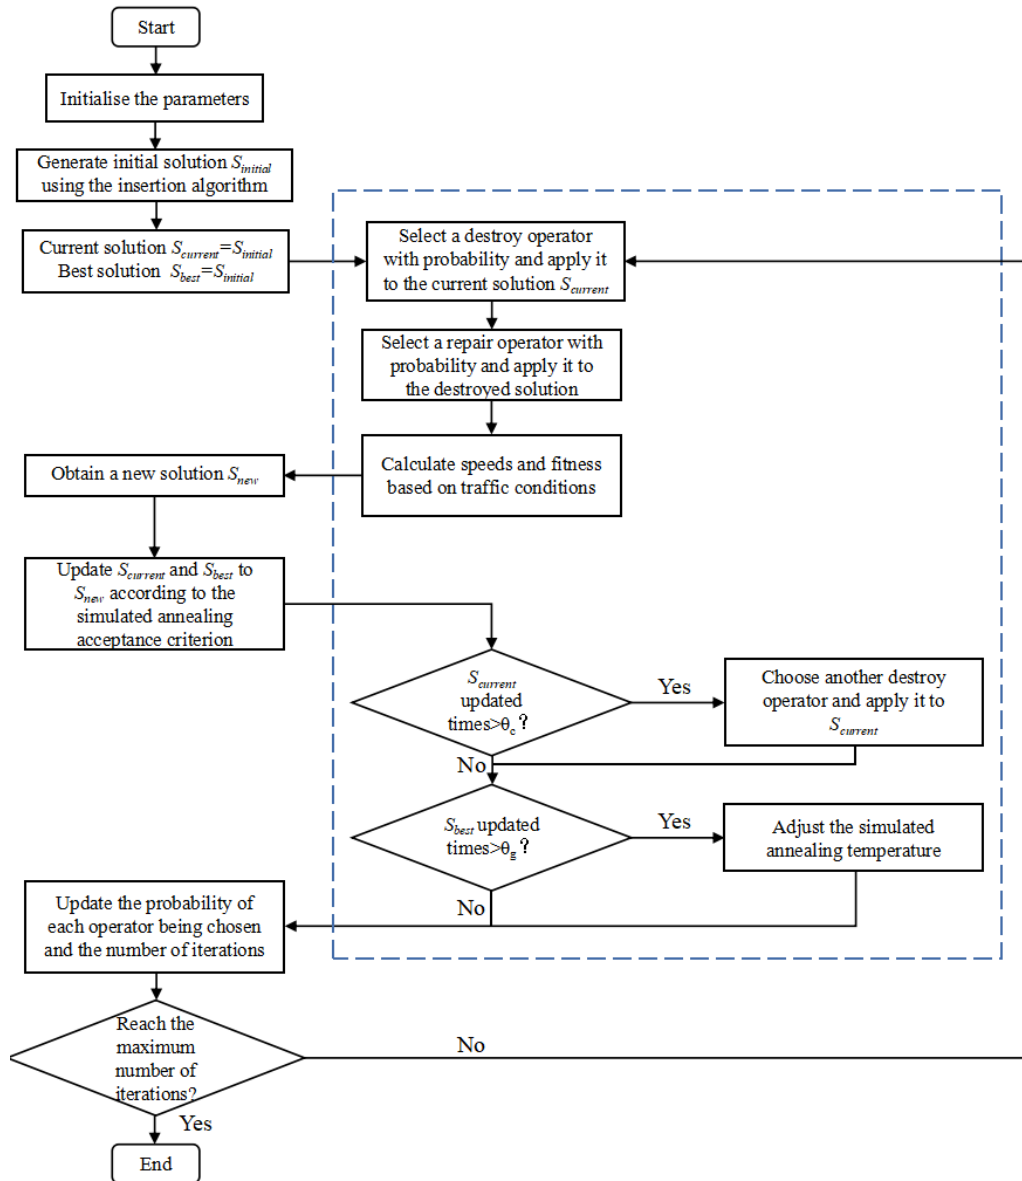 Start
Initialise the parameters
Generate initial solution S_initial
using the insertion algorithm
Current solution S_current=S_initial
Best solution S_best=S_initial
Select a destroy operator
with probability and apply it
to the current solution S_current
Select a repair operator with
probability and apply it to
the destroyed solution
Calculate speeds and fitness
based on traffic conditions
Obtain a new solution S_new
Update S_current and S_best to
S_new according to the
simulated annealing
acceptance criterion
S_current
updated
times>θ_c?
Yes
Choose another destroy
operator and apply it to
S_current
No
S_best updated
times>θ_g?
Yes
Adjust the simulated
annealing temperature
No
Update the probability of
each operator being chosen
and the number of iterations
Reach the
maximum
number of
iterations?
No
Yes
End